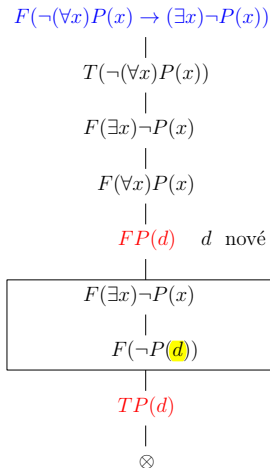 F(¬(∀x)P(x) → (∃x)¬P(x))
T(¬(∀x)P(x))
F(∃x)¬P(x)
F(∀x)P(x)
FP(d) d nové
F(∃x)¬P(x)
F(¬P(d))
TP(d)
⊗